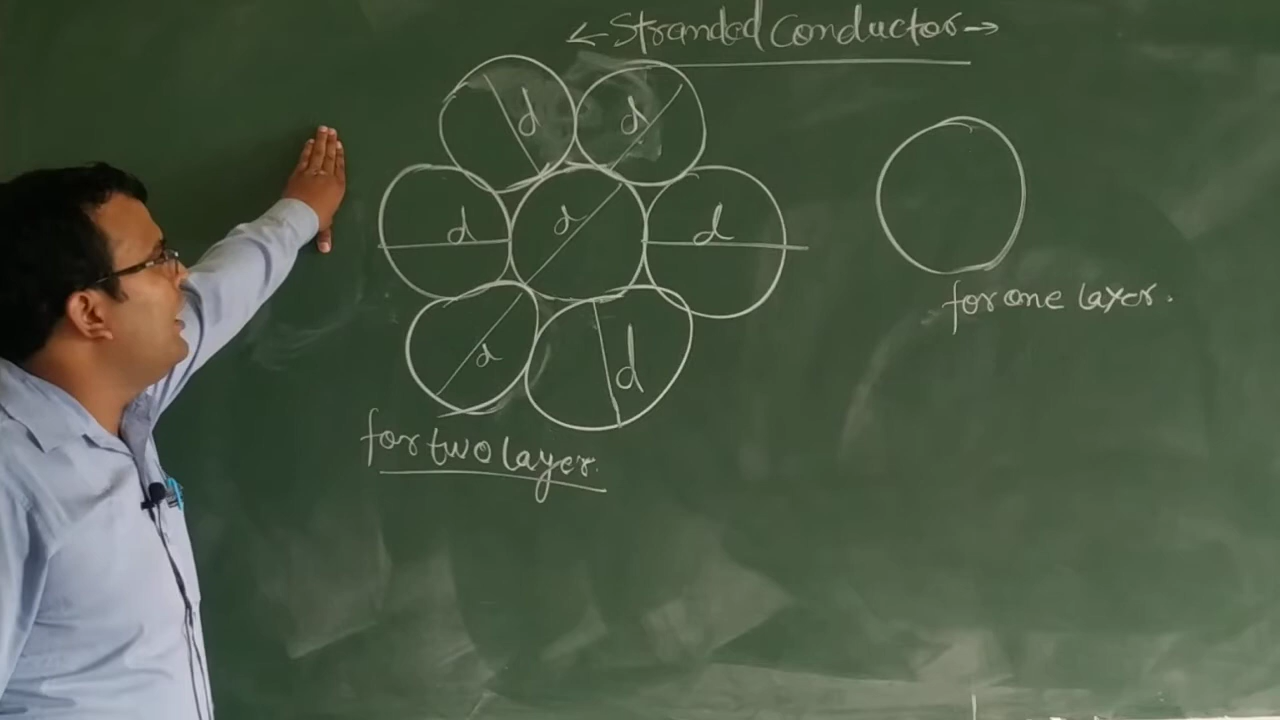 ← Stranded Conductor →
d d
d d d
d d
for one layer.
for two layer.